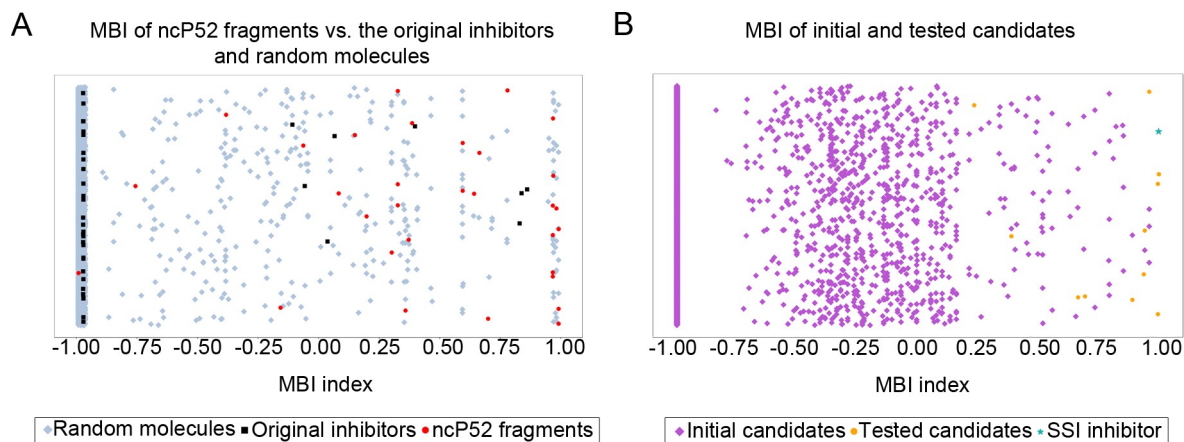 A
MBI of ncP52 fragments vs. the original inhibitors
and random molecules
-1.00 -0.75 -0.50 -0.25 0.00 0.25 0.50 0.75 1.00
MBI index
Random molecules Original inhibitors ncP52 fragments
B
MBI of initial and tested candidates
-1.00 -0.75 -0.50 -0.25 0.00 0.25 0.50 0.75 1.00
MBI index
Initial candidates Tested candidates SSI inhibitor